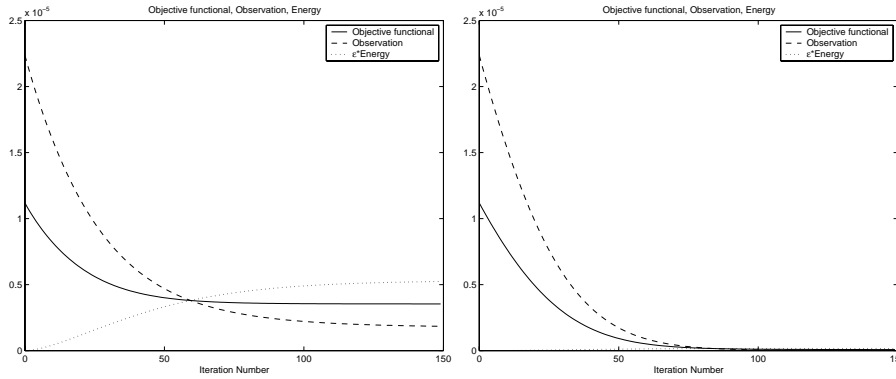 Objective functional, Observation, Energy
x 10⁻⁵
2.5
2
1.5
1
0.5
0
0
50
100
150
Iteration Number
Objective functional
Observation
ε*Energy
Objective functional, Observation, Energy
x 10⁻⁵
2.5
2
1.5
1
0.5
0
0
50
100
15
Iteration Number
Objective functional
Observation
ε*Energy